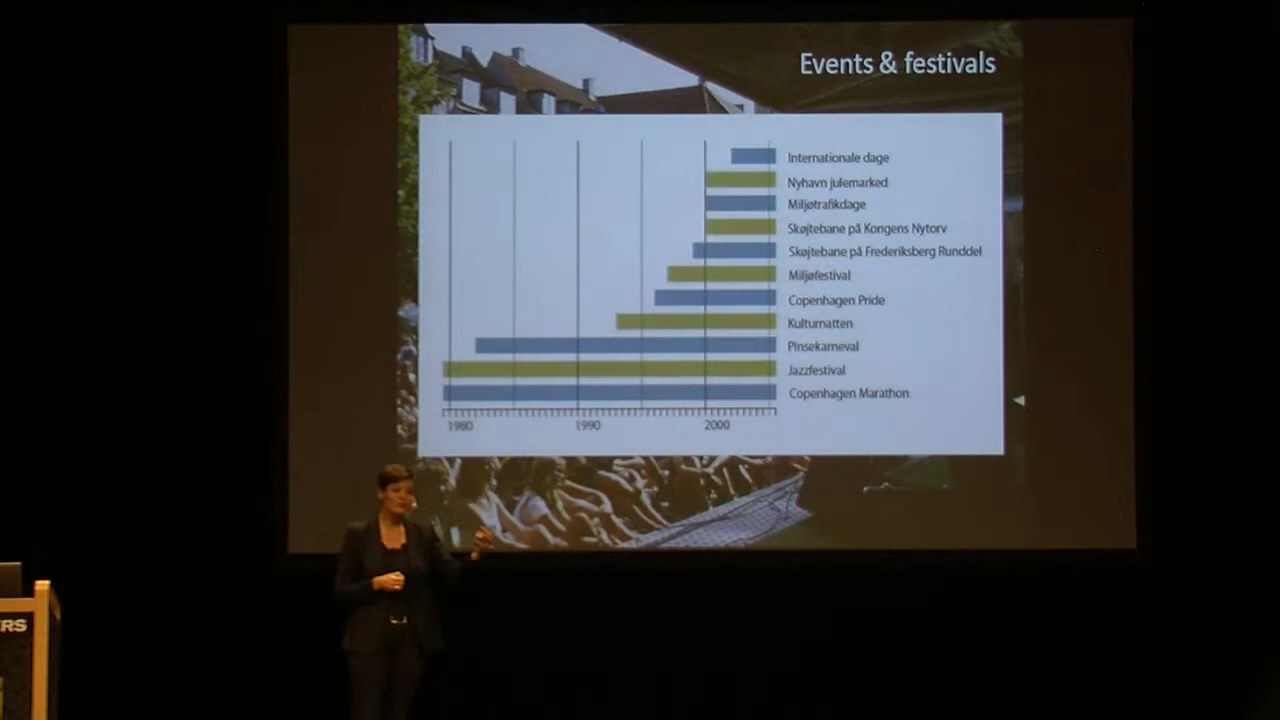 Events & festivals
Internationale dage
Nyhavn julemarked
Miljøtrafikdage
Skøjtebane på Kongens Nytorv
Skøjtebane på Frederiksberg Runddel
Miljøfestival
Copenhagen Pride
Kulturnatten
Pinsekarneval
Jazzfestival
Copenhagen Marathon
1980 1990 2000
ERS